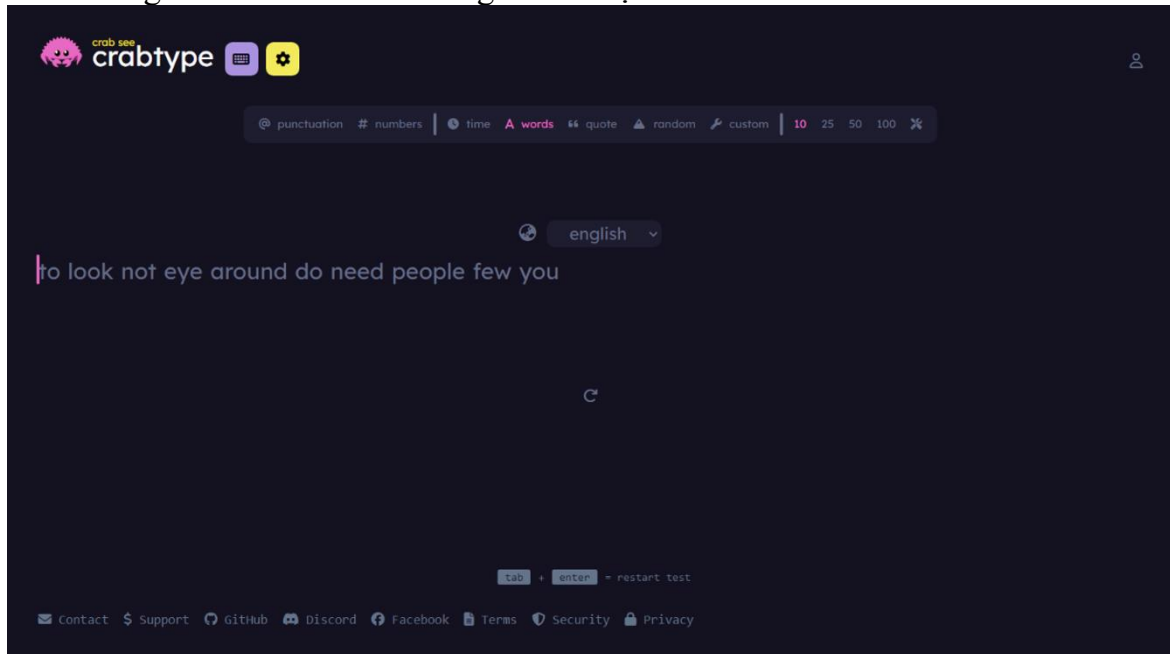 crab see
crabtype
@ punctuation # numbers time A words quote random custom 10 25 50 100
english
to look not eye around do need people few you
tab + enter = restart test
Contact $ Support GitHub Discord Facebook Terms Security Privacy